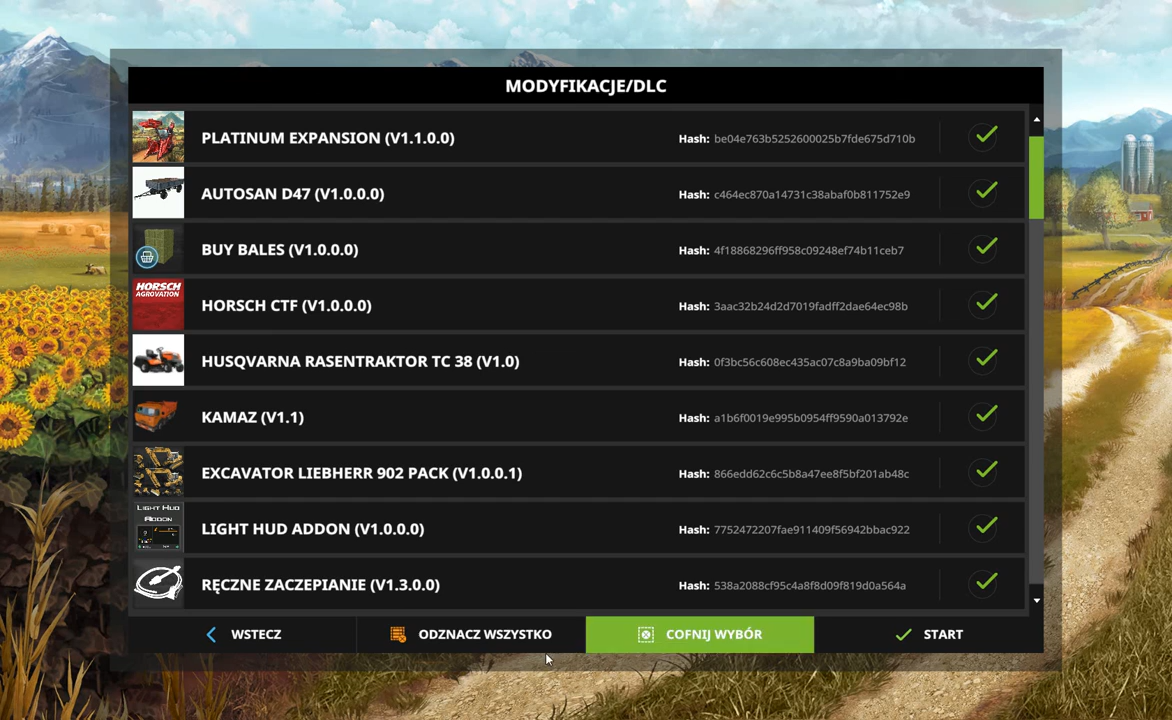 MODYFIKACJE/DLC
PLATINUM EXPANSION (V1.1.0.0) Hash: be04e763b5252600025b7fde675d710b
AUTOSAN D47 (V1.0.0.0) Hash: c464ec870a14731c38abaf0b811752e9
BUY BALES (V1.0.0.0) Hash: 4f18868296ff958c09248ef74b11ceb7
HORSCH
AGROVATION
HORSCH CTF (V1.0.0.0) Hash: 3aac32b24d2d7019fadff2dae64ec98b
HUSQVARNA RASENTRAKTOR TC 38 (V1.0) Hash: 0f3bc56c608ec435ac07c8a9ba09bf12
KAMAZ (V1.1) Hash: a1b6f0019e995b0954ff9590a013792e
EXCAVATOR LIEBHERR 902 PACK (V1.0.0.1) Hash: 866edd62c6c5b8a47ee8f5bf201ab48c
Light Hud
Addon
LIGHT HUD ADDON (V1.0.0.0) Hash: 7752472207fae911409f56942bbac922
RĘCZNE ZACZEPIANIE (V1.3.0.0) Hash: 538a2088cf95c4a8f8d09f819d0a564a
WSTECZ ODZNACZ WSZYSTKO COFNIJ WYBÓR START